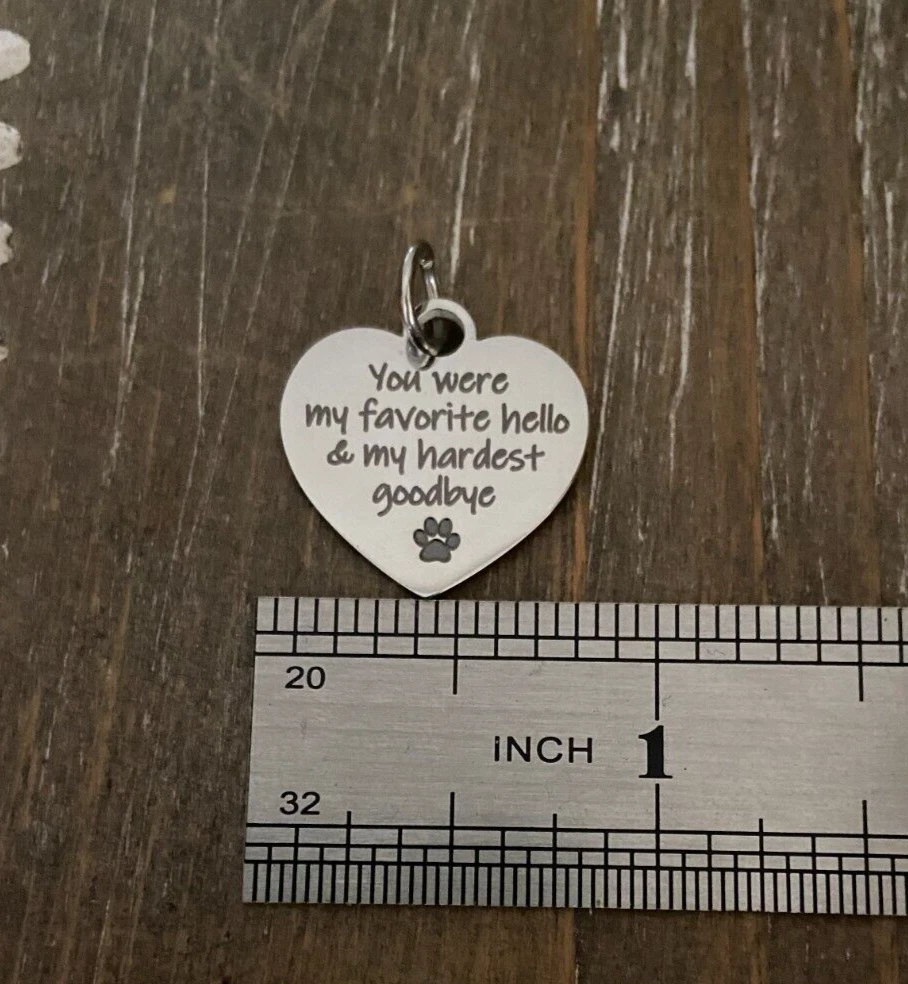 You were
my favorite hello
& my hardest
goodbye
20
INCH 1
32